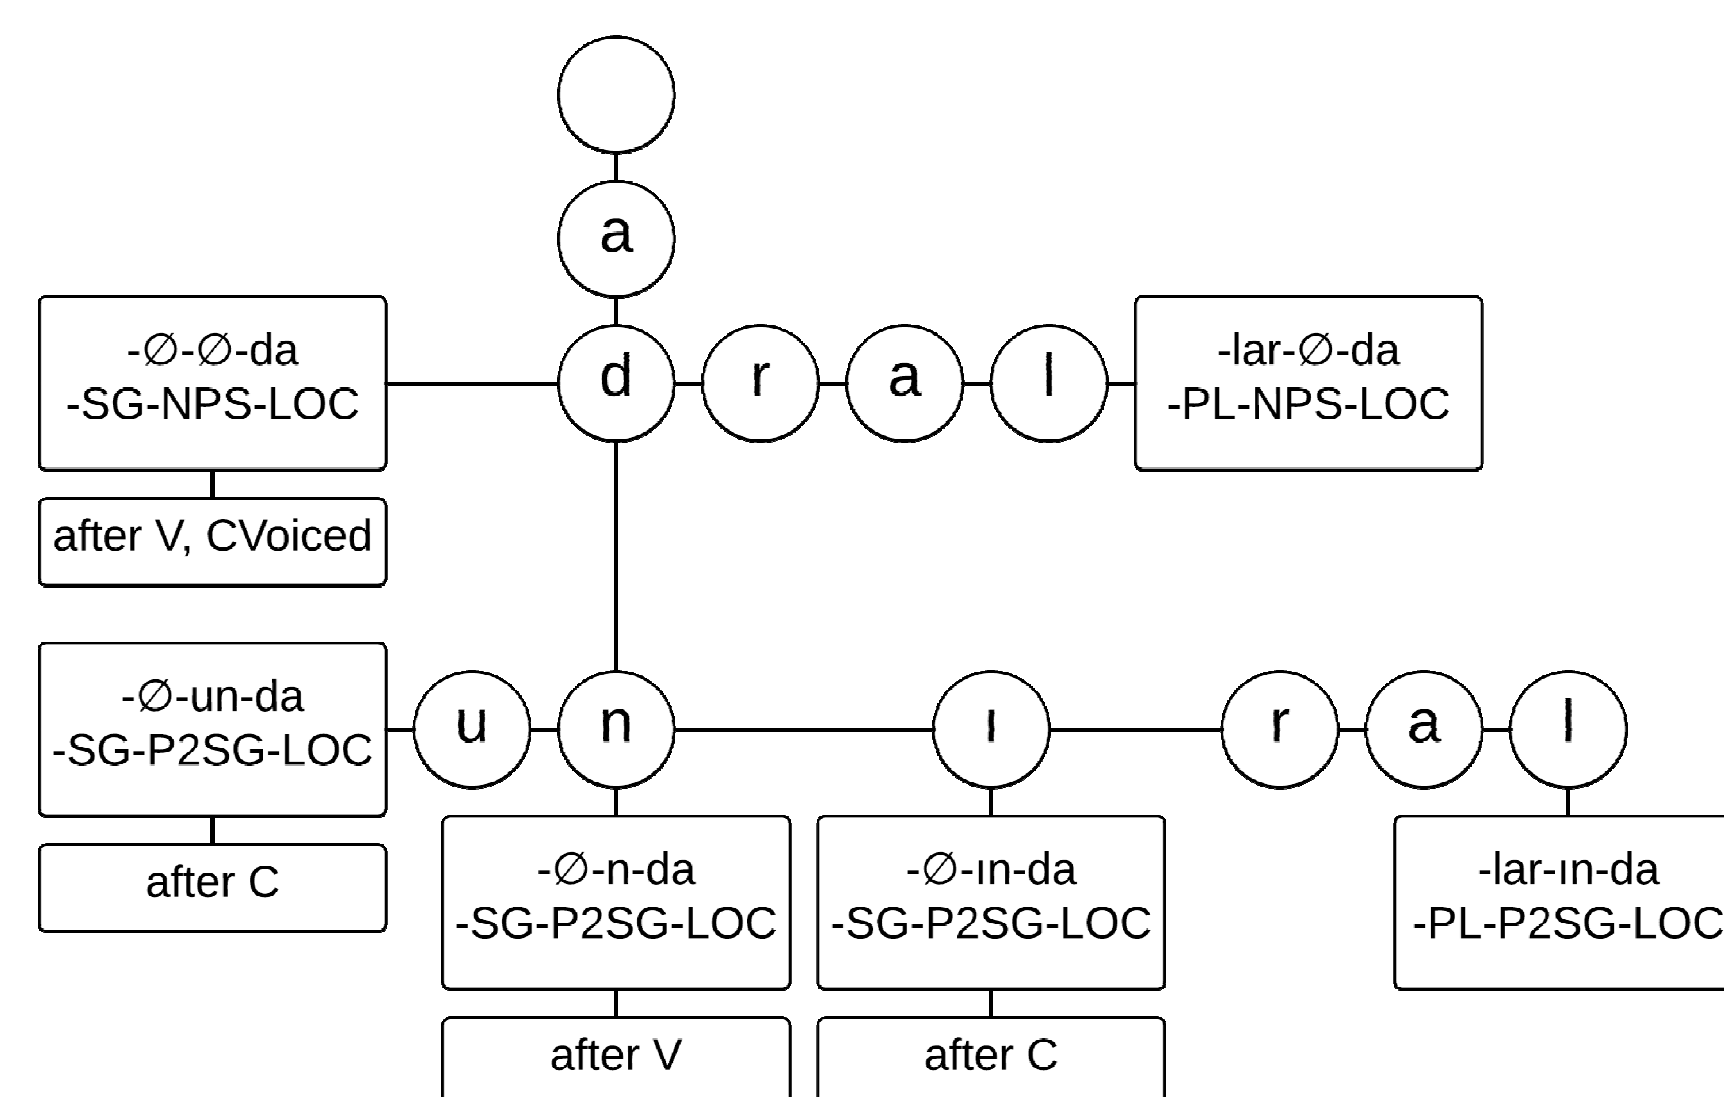 a
-∅-∅-da
-SG-NPS-LOC
d
r
a
l
-lar-∅-da
-PL-NPS-LOC
after V, CVoiced
-∅-un-da
-SG-P2SG-LOC
u
n
ı
r
a
l
after C
-∅-n-da
-SG-P2SG-LOC
-∅-ın-da
-SG-P2SG-LOC
-lar-ın-da
-PL-P2SG-LOC
after V
after C